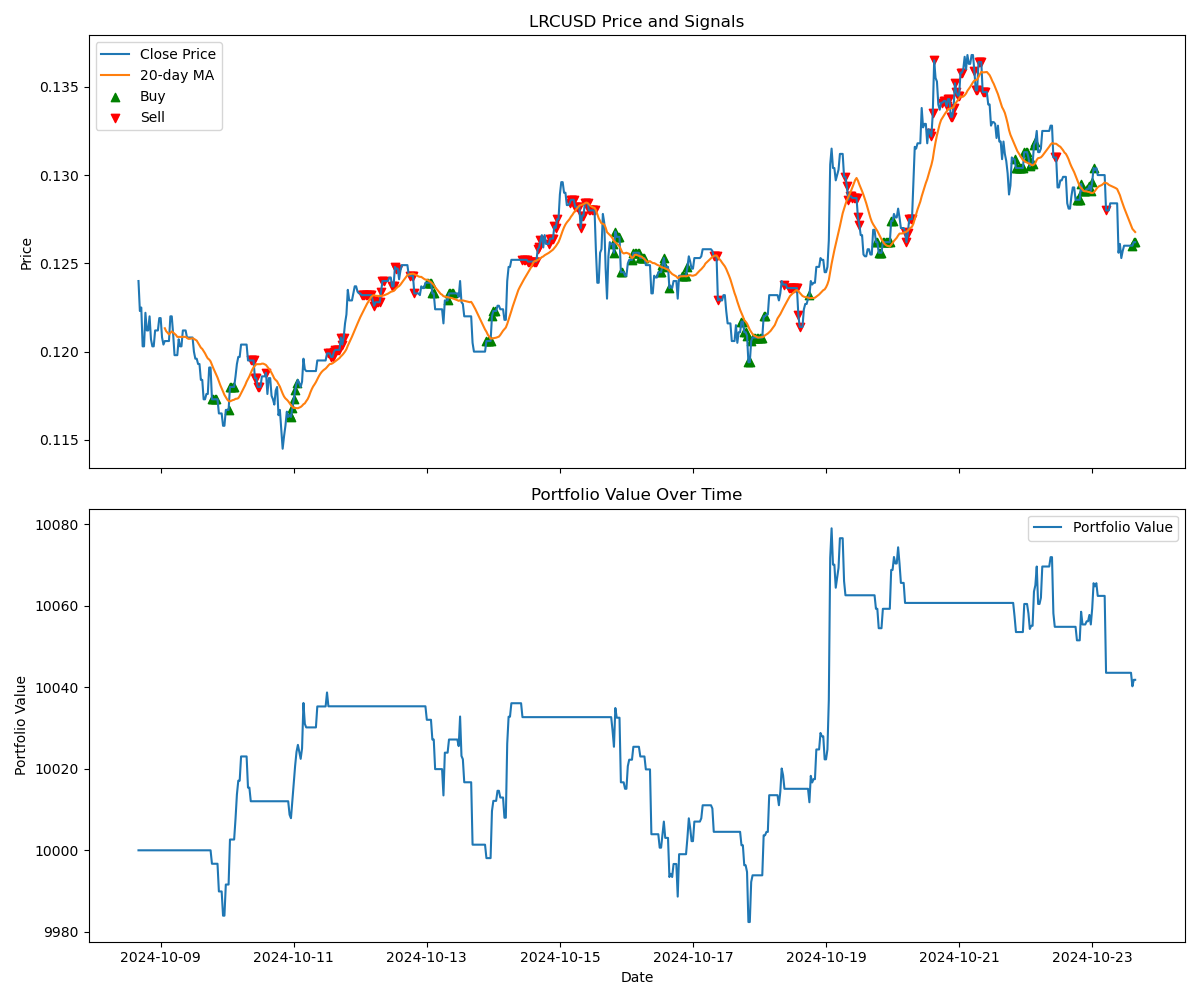 LRCUSD Price and Signals
Close Price
20-day MA
Buy
Sell
0.135
0.130
0.125
0.120
0.115
Price
Portfolio Value Over Time
Portfolio Value
10080
10060
10040
10020
10000
9980
Portfolio Value
2024-10-09 2024-10-11 2024-10-13 2024-10-15 2024-10-17 2024-10-19 2024-10-21 2024-10-23
Date